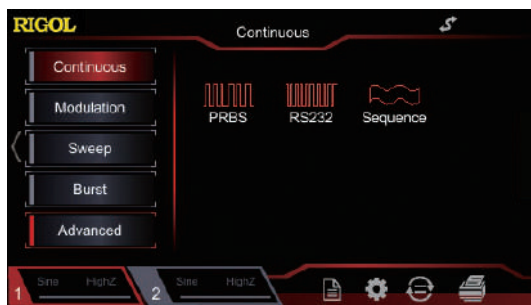 RIGOL
Continuous
Continuous
Modulation
Sweep
Burst
Advanced
PRBS
RS232
Sequence
1
Sine
HighZ
2
Sine
HighZ